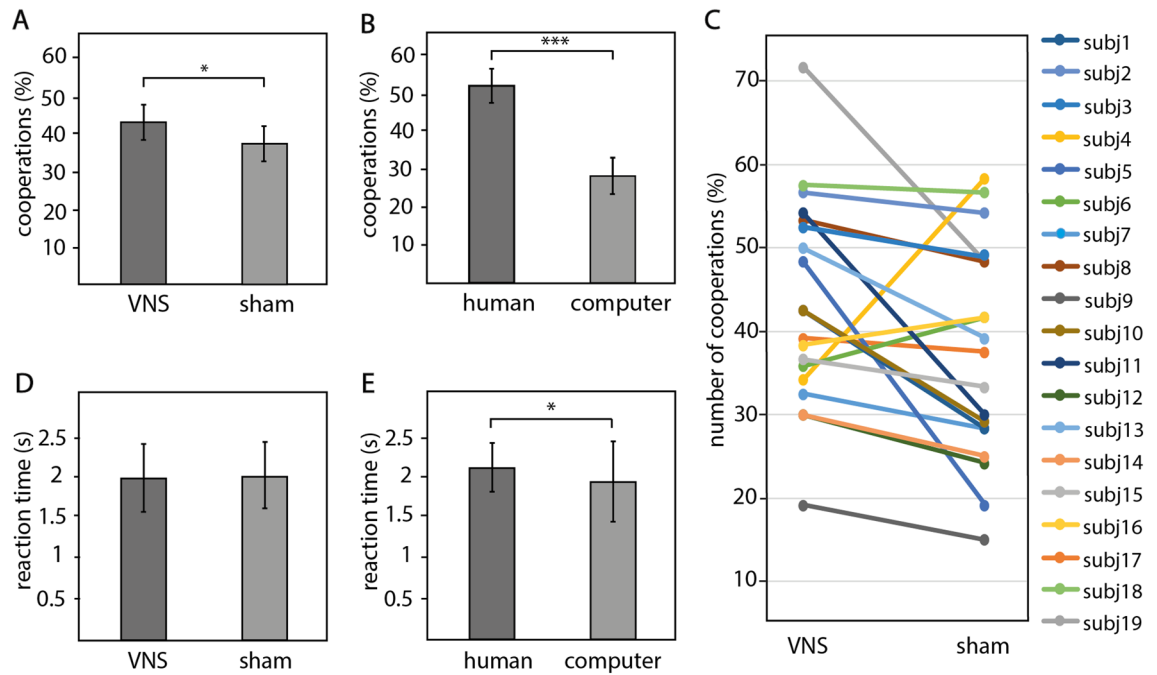 A
cooperations (%)
60
50
40
30
20
10
*
VNS
sham
B
cooperations (%)
60
50
40
30
20
10
***
human
computer
C
number of cooperations (%)
70
60
50
40
30
20
10
VNS
sham
subj1
subj2
subj3
subj4
subj5
subj6
subj7
subj8
subj9
subj10
subj11
subj12
subj13
subj14
subj15
subj16
subj17
subj18
subj19
D
reaction time (s)
2.5
2
1.5
1
0.5
VNS
sham
E
reaction time (s)
2.5
2
1.5
1
0.5
*
human
computer